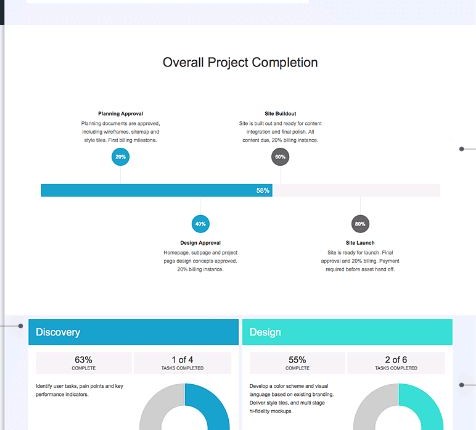 Overall Project Completion
Planning Approval
Planning documents are approved,
including wireframes, sitemap and
style tiles. First billing milestone.
20%
Site Buildout
Site is built out and ready for content
integration and final polish. All
content due, 20% billing instance.
60%
58%
40%
Design Approval
Homepage, subpage and project
page design concepts approved.
20% billing instance.
80%
Site Launch
Site is ready for launch. Final
approval and 20% billing. Payment
required before asset hand off.
Discovery
63%
COMPLETE
1 of 4
TASKS COMPLETED
Identify user tasks, pain points and key
performance indicators.
Design
55%
COMPLETE
2 of 6
TASKS COMPLETED
Develop a color scheme and visual
language based on existing branding.
Deliver style tiles, and multi stage
hi-fidelity mockups